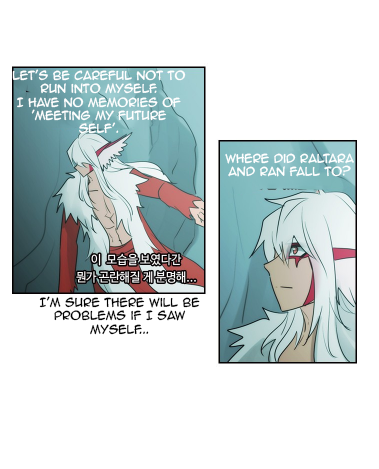 LET'S BE CAREFUL NOT TO
RUN INTO MYSELF.
I HAVE NO MEMORIES OF
'MEETING MY FUTURE
SELF'.
이 모습을 보였다간
뭔가 곤란해질 게 분명해...
I'M SURE THERE WILL BE
PROBLEMS IF I SAW
MYSELF...
WHERE DID RALTARA
AND RAN FALL TO?